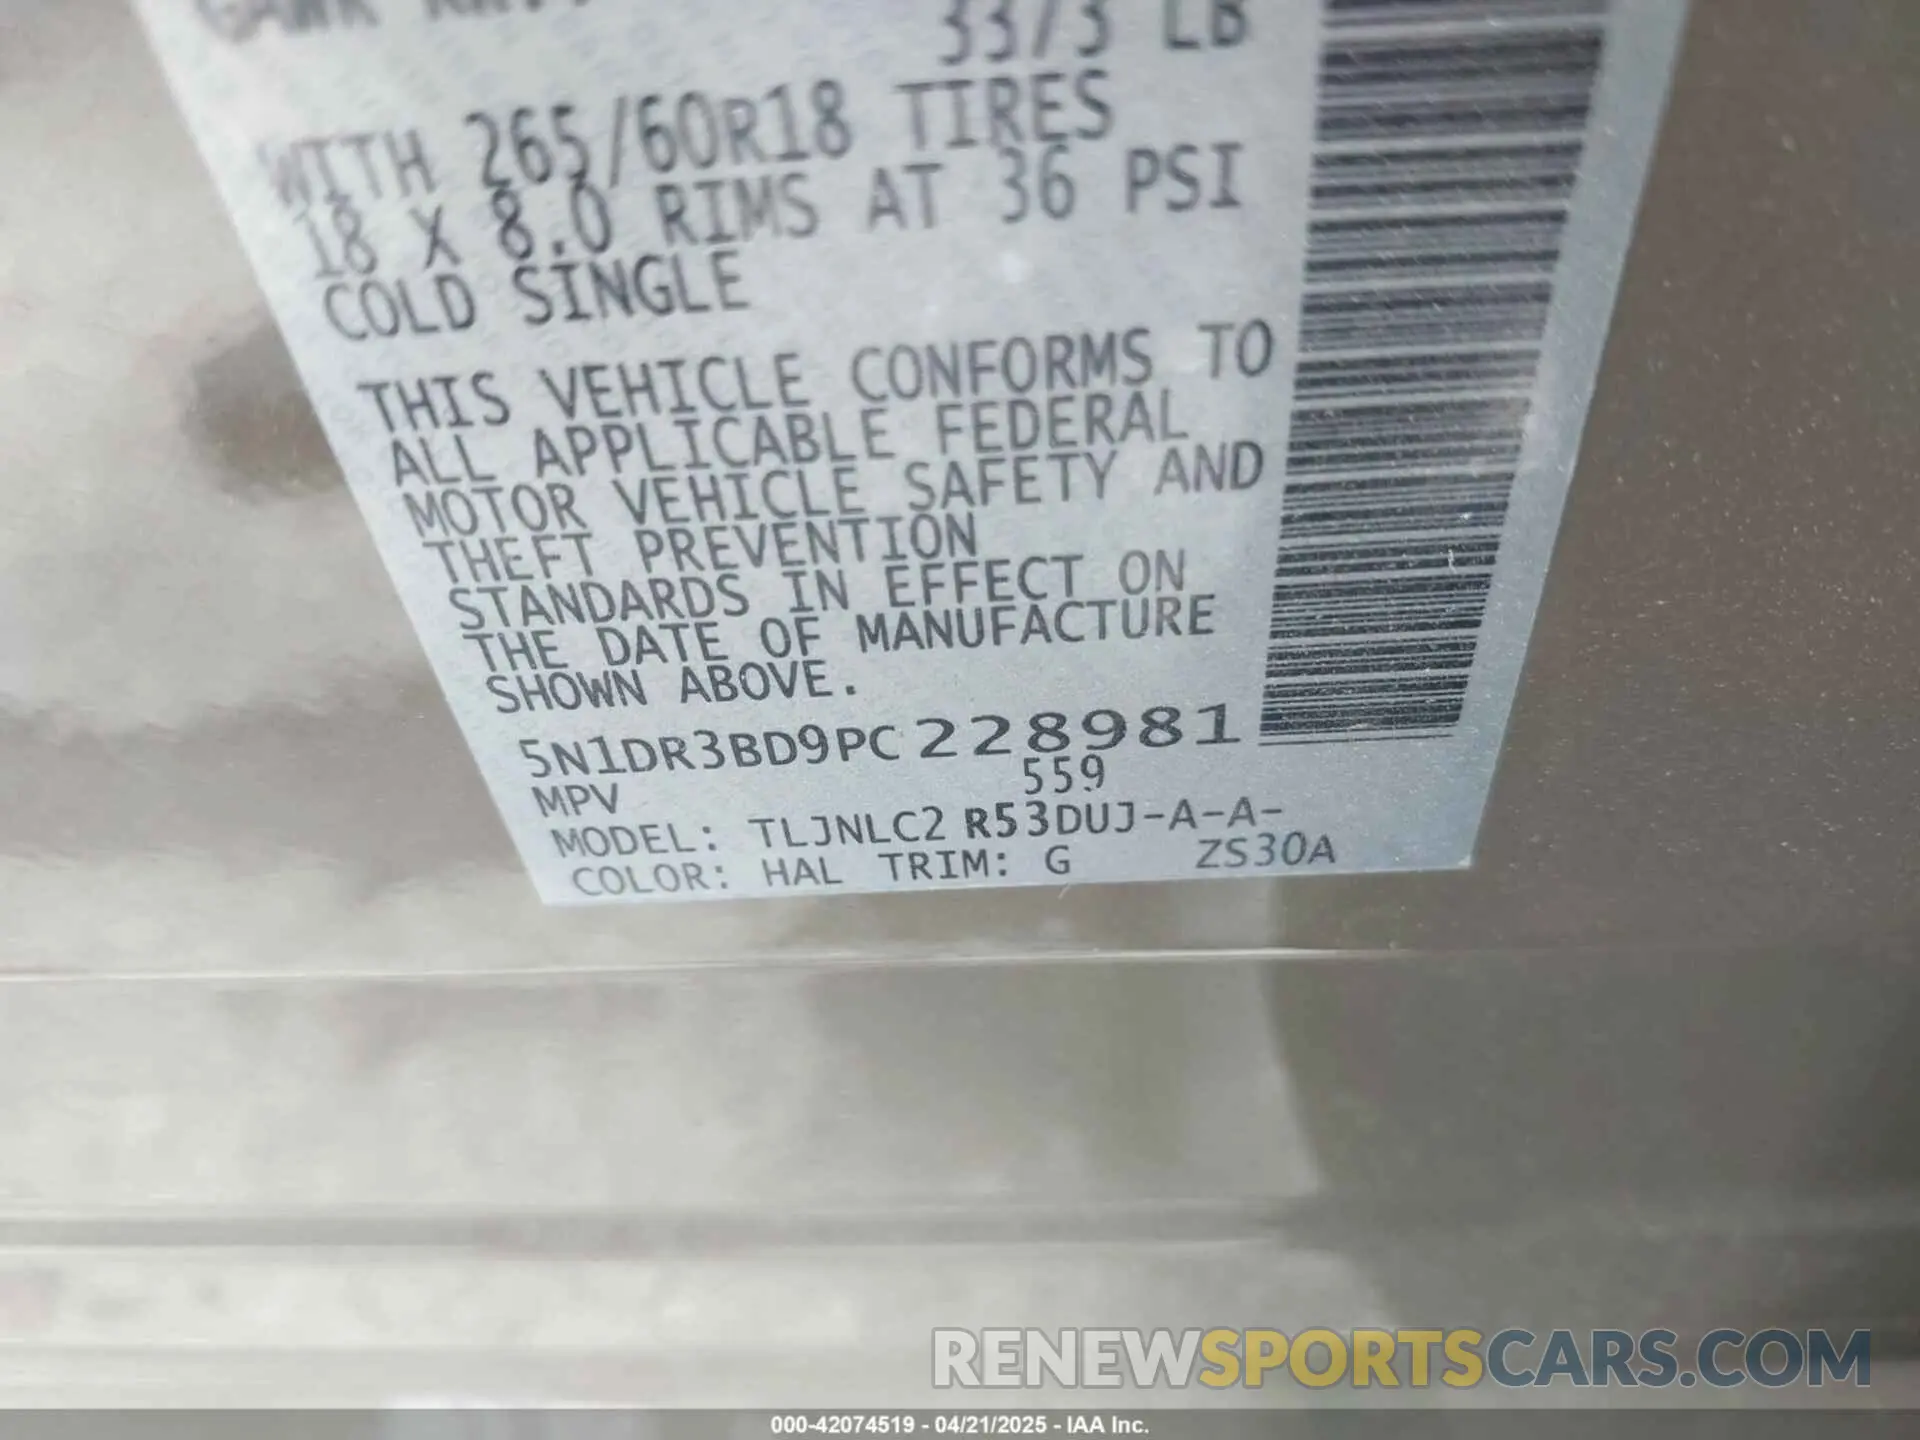 3373 LB
WITH 265/60R18 TIRES
18 X 8.0 RIMS AT 36 PSI
COLD SINGLE
THIS VEHICLE CONFORMS TO
ALL APPLICABLE FEDERAL
MOTOR VEHICLE SAFETY AND
THEFT PREVENTION
STANDARDS IN EFFECT ON
THE DATE OF MANUFACTURE
SHOWN ABOVE.
5N1DR3BD9PC228981
MPV 559
MODEL: TLJNLC2 R53DUJ-A-A-
COLOR: HAL TRIM: G ZS30A
RENEWSPORTSCARS.COM
000-42074519 - 04/21/2025 - IAA Inc.